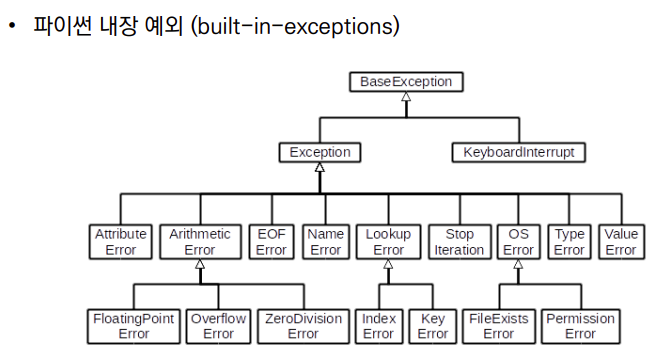 • 파이썬 내장 예외 (built-in-exceptions)
BaseException
Exception
KeyboardInterrupt
Attribute
Error
Arithmetic
Error
EOF
Error
Name
Error
Lookup
Error
Stop
Iteration
OS
Error
Type
Error
Value
Error
FloatingPoint
Error
Overflow
Error
ZeroDivision
Error
Index
Error
Key
Error
FileExists
Error
Permission
Error